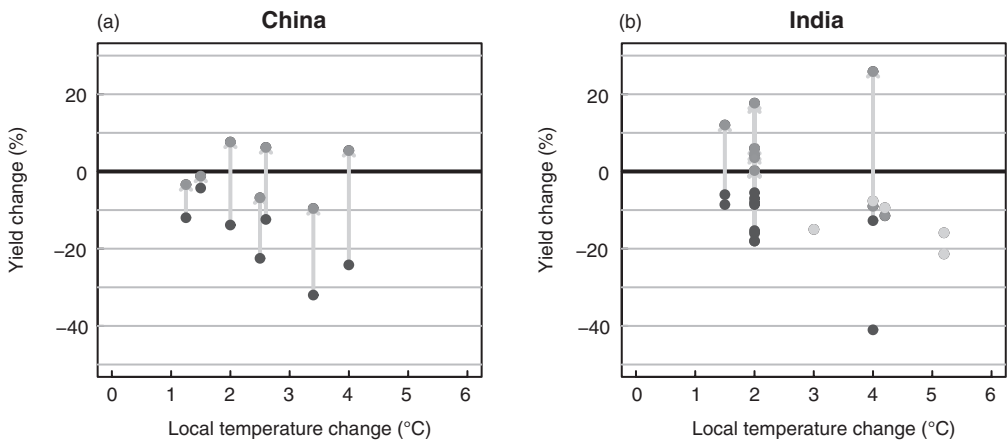 (a) China
20
0
−20
−40
Yield change (%)
0 1 2 3 4 5 6
Local temperature change (°C)
(b) India
20
0
−20
−40
Yield change (%)
0 1 2 3 4 5 6
Local temperature change (°C)